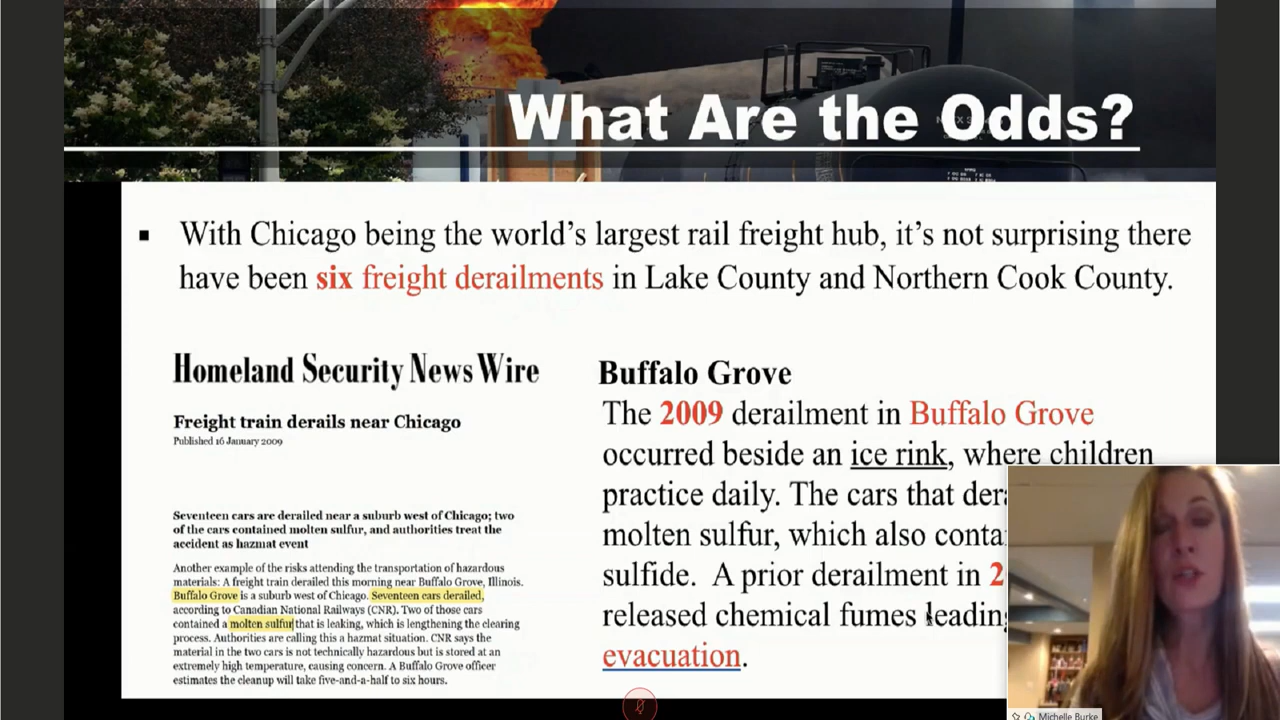 What Are the Odds?
▪ With Chicago being the world's largest rail freight hub, it's not surprising there
have been six freight derailments in Lake County and Northern Cook County.
Homeland Security News Wire
Freight train derails near Chicago
Published 16 January 2009
Seventeen cars are derailed near a suburb west of Chicago; two
of the cars contained molten sulfur, and authorities treat the
accident as hazmat event
Another example of the risks attending the transportation of hazardous
materials: A freight train derailed this morning near Buffalo Grove, Illinois.
Buffalo Grove is a suburb west of Chicago. Seventeen cars derailed,
according to Canadian National Railways (CNR). Two of those cars
contained a molten sulfur that is leaking, which is lengthening the clearing
process. Authorities are calling this a hazmat situation. CNR says the
material in the two cars is not technically hazardous but is stored at an
extremely high temperature, causing concern. A Buffalo Grove officer
estimates the cleanup will take five-and-a-half to six hours.
Buffalo Grove
The 2009 derailment in Buffalo Grove
occurred beside an ice rink, where children
practice daily. The cars that dera
molten sulfur, which also conta
sulfide. A prior derailment in 2
released chemical fumes leading
evacuation.
Michelle Burke